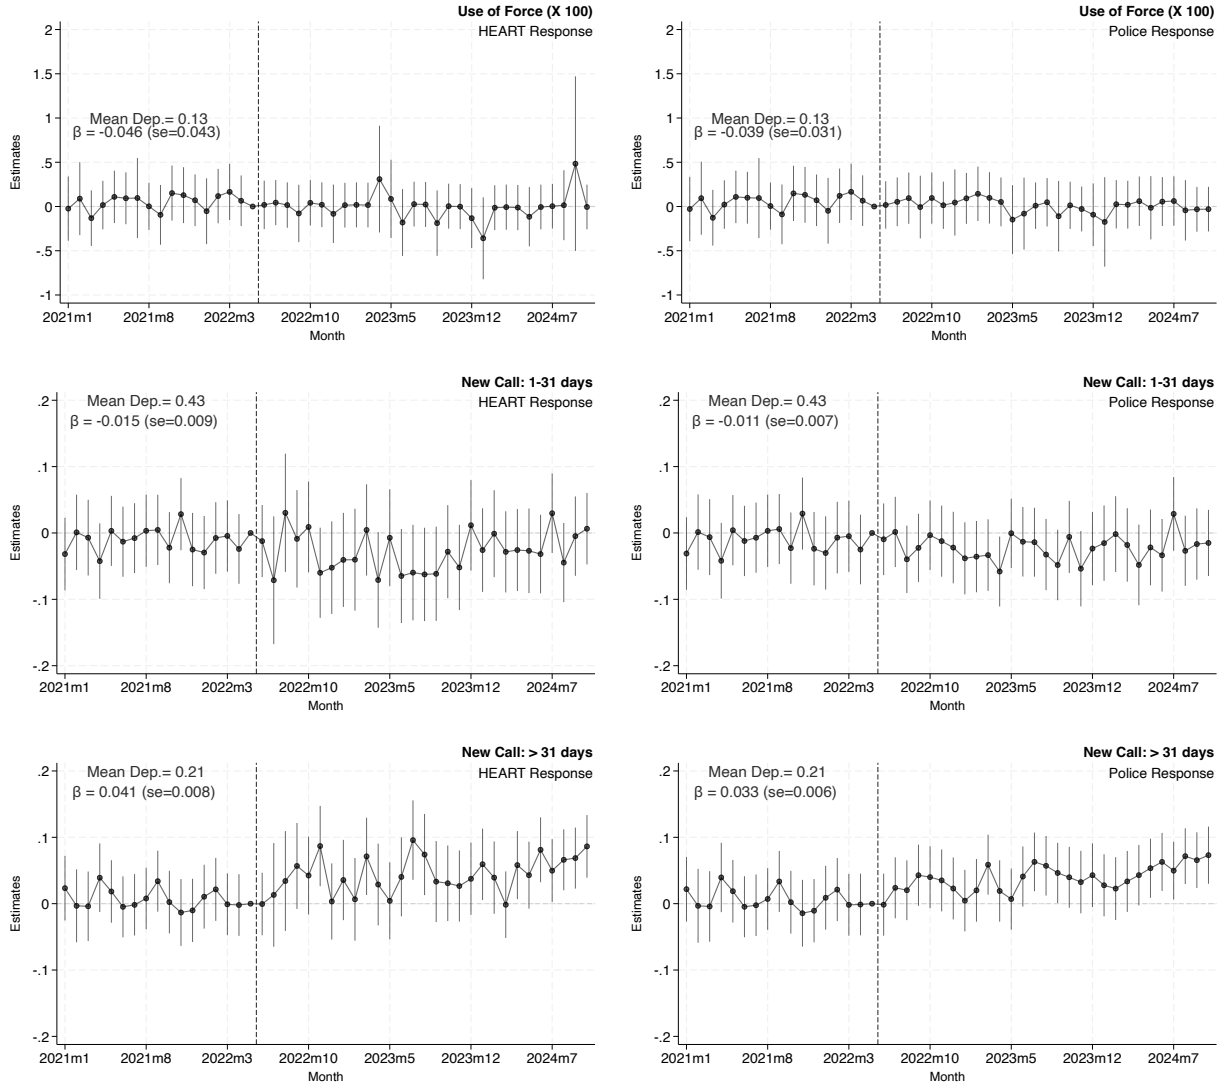 Use of Force (X 100)
HEART Response
2
1.5
1
.5
0
-.5
-1
Estimates
Mean Dep.= 0.13
β = -0.046 (se=0.043)
2021m1 2021m8 2022m3 2022m10 2023m5 2023m12 2024m7
Month
Use of Force (X 100)
Police Response
2
1.5
1
.5
0
-.5
-1
Estimates
Mean Dep.= 0.13
β = -0.039 (se=0.031)
2021m1 2021m8 2022m3 2022m10 2023m5 2023m12 2024m7
Month
New Call: 1-31 days
HEART Response
.2
.1
0
-.1
-.2
Estimates
Mean Dep.= 0.43
β = -0.015 (se=0.009)
2021m1 2021m8 2022m3 2022m10 2023m5 2023m12 2024m7
Month
New Call: 1-31 days
Police Response
.2
.1
0
-.1
-.2
Estimates
Mean Dep.= 0.43
β = -0.011 (se=0.007)
2021m1 2021m8 2022m3 2022m10 2023m5 2023m12 2024m7
Month
New Call: > 31 days
HEART Response
.2
.1
0
-.1
-.2
Estimates
Mean Dep.= 0.21
β = 0.041 (se=0.008)
2021m1 2021m8 2022m3 2022m10 2023m5 2023m12 2024m7
Month
New Call: > 31 days
Police Response
.2
.1
0
-.1
-.2
Estimates
Mean Dep.= 0.21
β = 0.033 (se=0.006)
2021m1 2021m8 2022m3 2022m10 2023m5 2023m12 2024m7
Month